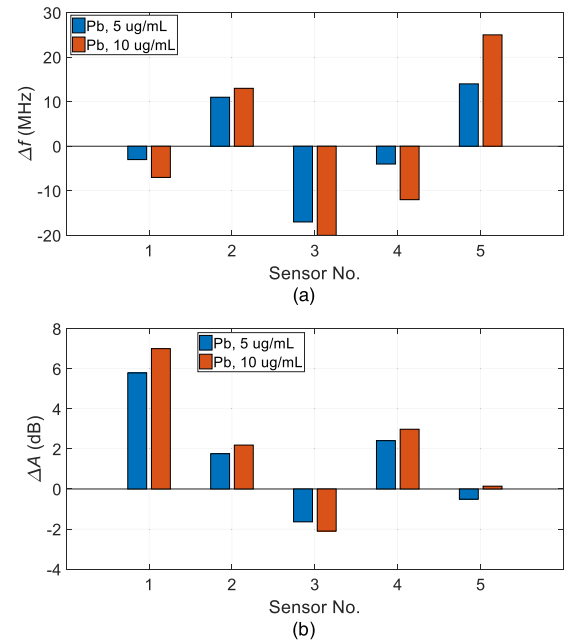 30
20
10
0
-10
-20
Δf (MHz)
Pb, 5 ug/mL
Pb, 10 ug/mL
1 2 3 4 5
Sensor No.
(a)
8
6
4
2
0
-2
-4
ΔA (dB)
Pb, 5 ug/mL
Pb, 10 ug/mL
1 2 3 4 5
Sensor No.
(b)